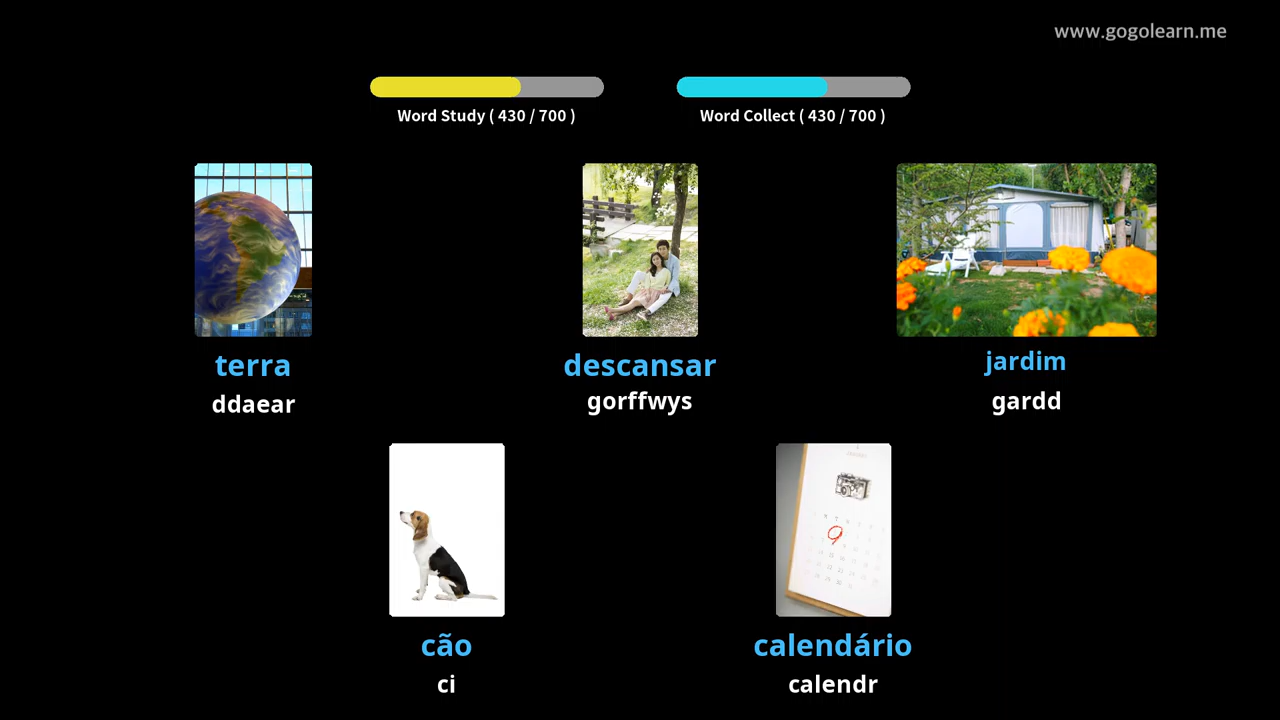 www.gogolearn.me
Word Study ( 430 / 700 )
Word Collect ( 430 / 700 )
terra
ddaear
descansar
gorffwys
jardim
gardd
cão
ci
calendário
calendr